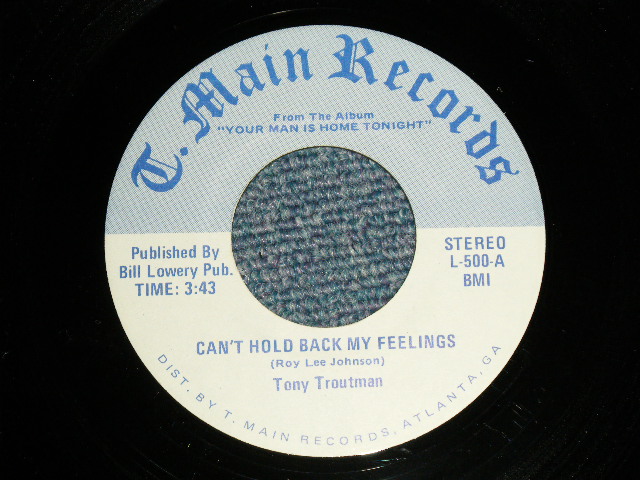 T. Main Records
From The Album
"YOUR MAN IS HOME TONIGHT"
Published By
Bill Lowery Pub.
TIME: 3:43
STEREO
L-500-A
BMI
CAN'T HOLD BACK MY FEELINGS
(Roy Lee Johnson)
Tony Troutman
DIST. BY T. MAIN RECORDS, ATLANTA, GA